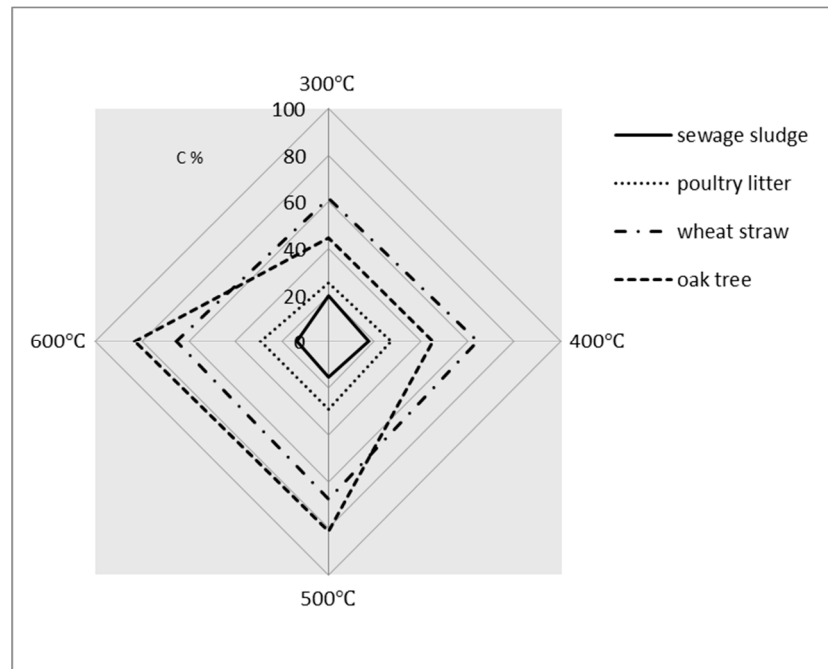 300℃
100
C %
80
60
40
20
0
600℃
400℃
500℃
sewage sludge
poultry litter
wheat straw
oak tree